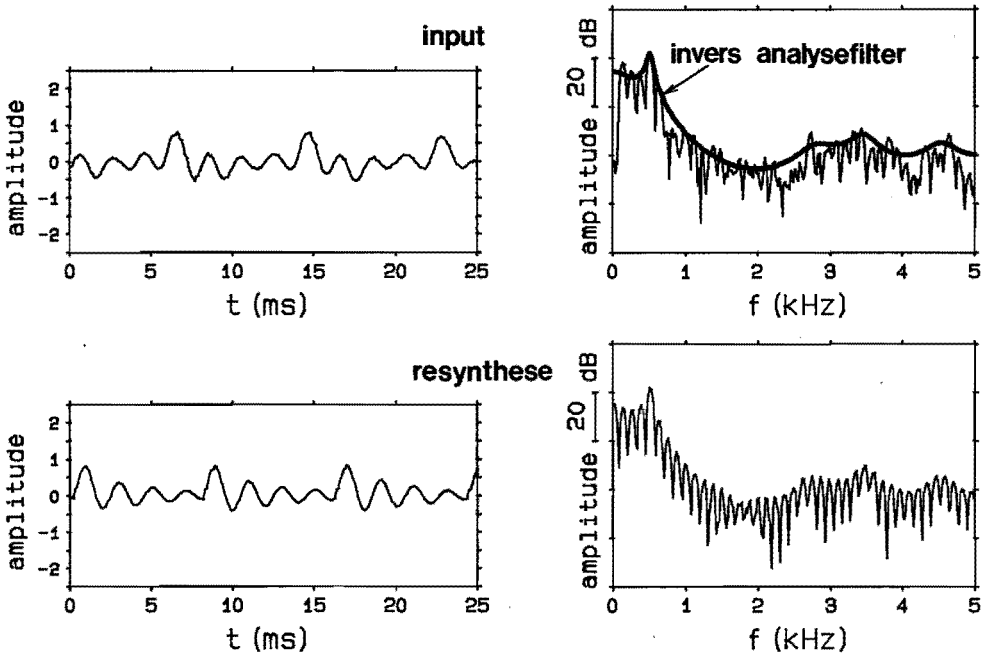 input
amplitude
2
1
0
-1
-2
0 5 10 15 20 25
t (ms)
amplitude, 20 dB
invers analysefilter
0 1 2 3 4 5
f (kHz)
resynthese
amplitude
2
1
0
-1
-2
0 5 10 15 20 25
t (ms)
amplitude, 20 dB
0 1 2 3 4 5
f (kHz)